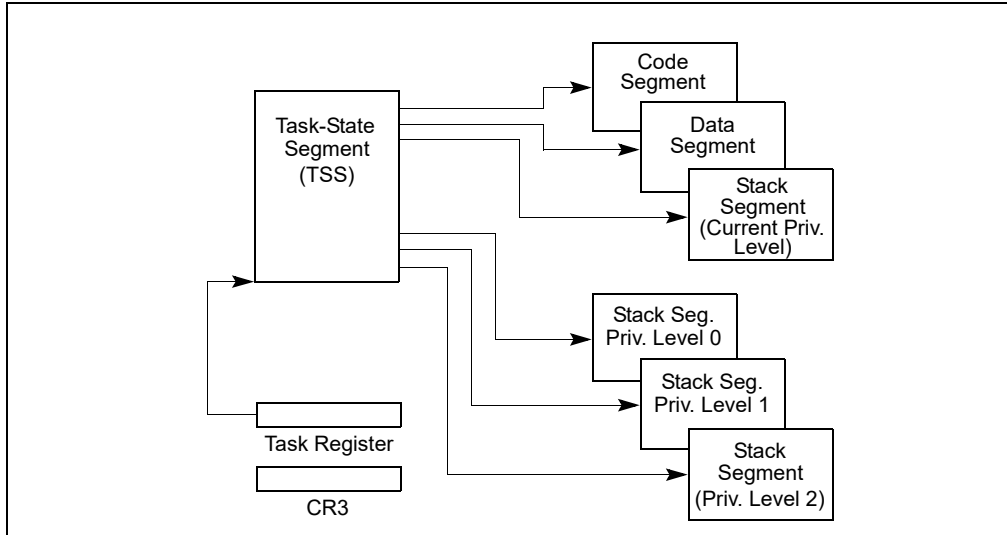 Code
Segment
Task-State
Segment
(TSS)
Data
Segment
Stack
Segment
(Current Priv.
Level)
Stack Seg.
Priv. Level 0
Stack Seg.
Priv. Level 1
Task Register
Stack
Segment
(Priv. Level 2)
CR3